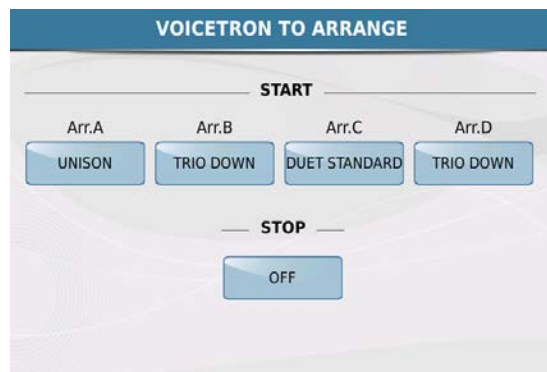 VOICETRON TO ARRANGE
START
Arr.A Arr.B Arr.C Arr.D
UNISON TRIO DOWN DUET STANDARD TRIO DOWN
STOP
OFF